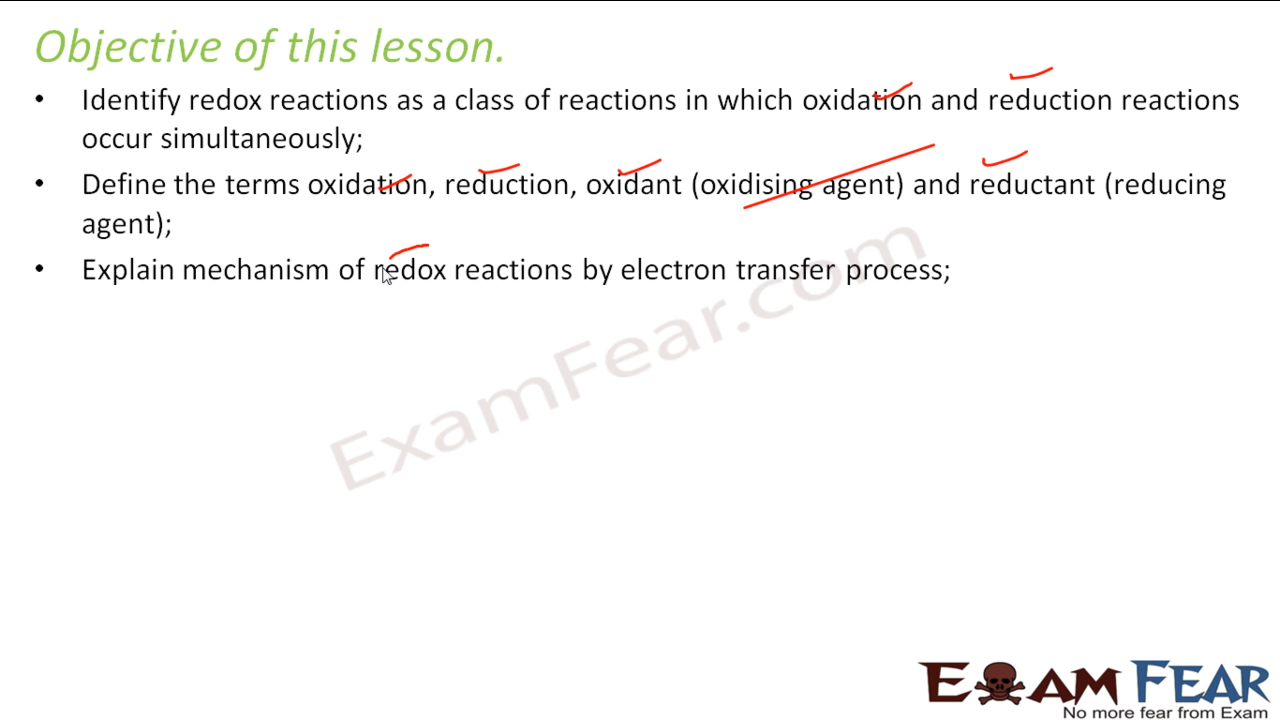 Objective of this lesson.
• Identify redox reactions as a class of reactions in which oxidation and reduction reactions
occur simultaneously;
• Define the terms oxidation, reduction, oxidant (oxidising agent) and reductant (reducing
agent);
• Explain mechanism of redox reactions by electron transfer process;
ExamFear.com
EXAM FEAR
No more fear from Exam